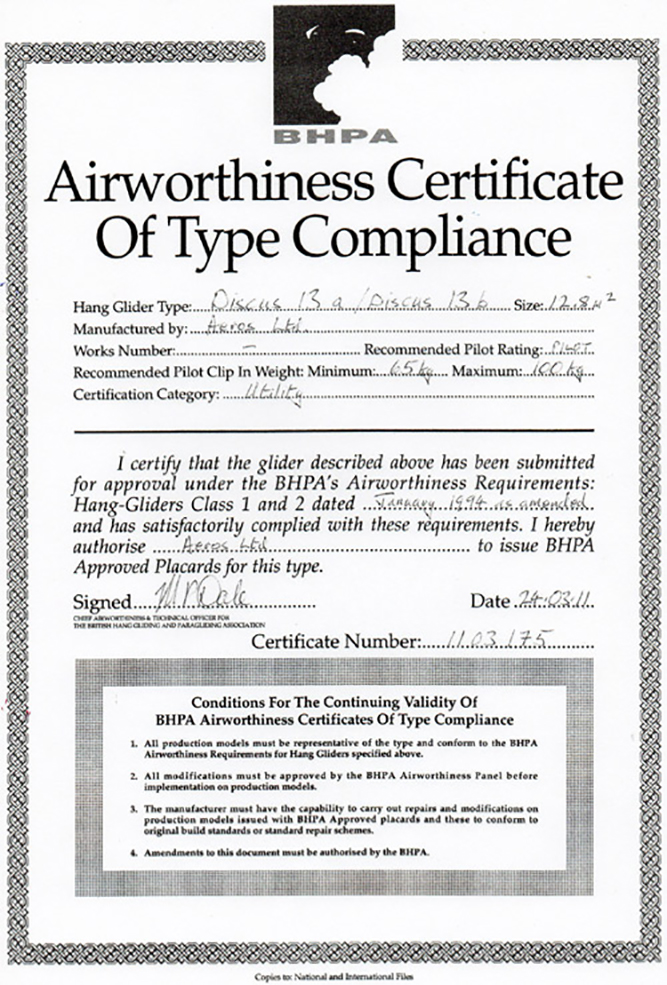 BHPA
Airworthiness Certificate
Of Type Compliance
Hang Glider Type: Discus 13a / Discus 13b Size: 12.8 M²
Manufactured by: Aeros Ltd
Works Number: – Recommended Pilot Rating: PILOT
Recommended Pilot Clip In Weight: Minimum: 65kg Maximum: 100kg
Certification Category: Utility
I certify that the glider described above has been submitted
for approval under the BHPA's Airworthiness Requirements:
Hang-Gliders Class 1 and 2 dated January 1994 as amended
and has satisfactorily complied with these requirements. I hereby
authorise Aeros Ltd to issue BHPA
Approved Placards for this type.
Signed M Dale Date 24.03.11
CHIEF AIRWORTHINESS & TECHNICAL OFFICER FOR
THE BRITISH HANG GLIDING AND PARAGLIDING ASSOCIATION
Certificate Number: 11.03.175
Conditions For The Continuing Validity Of
BHPA Airworthiness Certificates Of Type Compliance
1. All production models must be representative of the type and conform to the BHPA
Airworthiness Requirements for Hang Gliders specified above.
2. All modifications must be approved by the BHPA Airworthiness Panel before
implementation on production models.
3. The manufacturer must have the capability to carry out repairs and modifications on
production models issued with BHPA Approved placards and these to conform to
original build standards or standard repair schemes.
4. Amendments to this document must be authorised by the BHPA.
Copies to: National and International Files